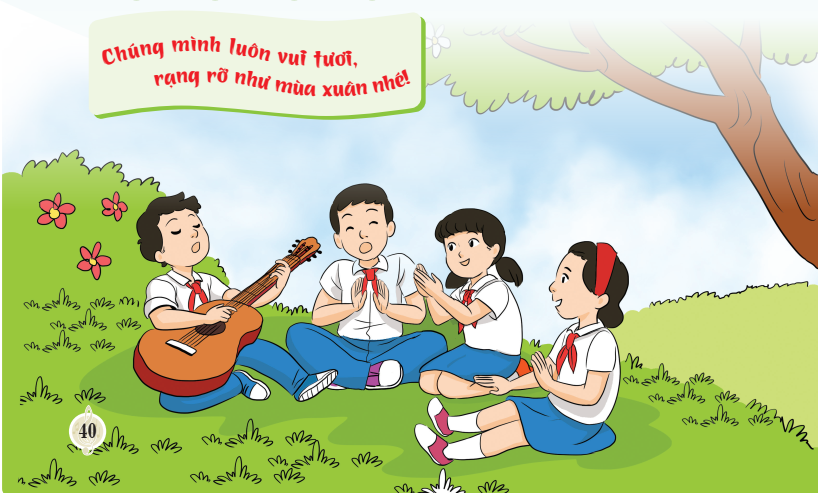 Chúng mình luôn vui tươi,
rạng rỡ như mùa xuân nhé!
40